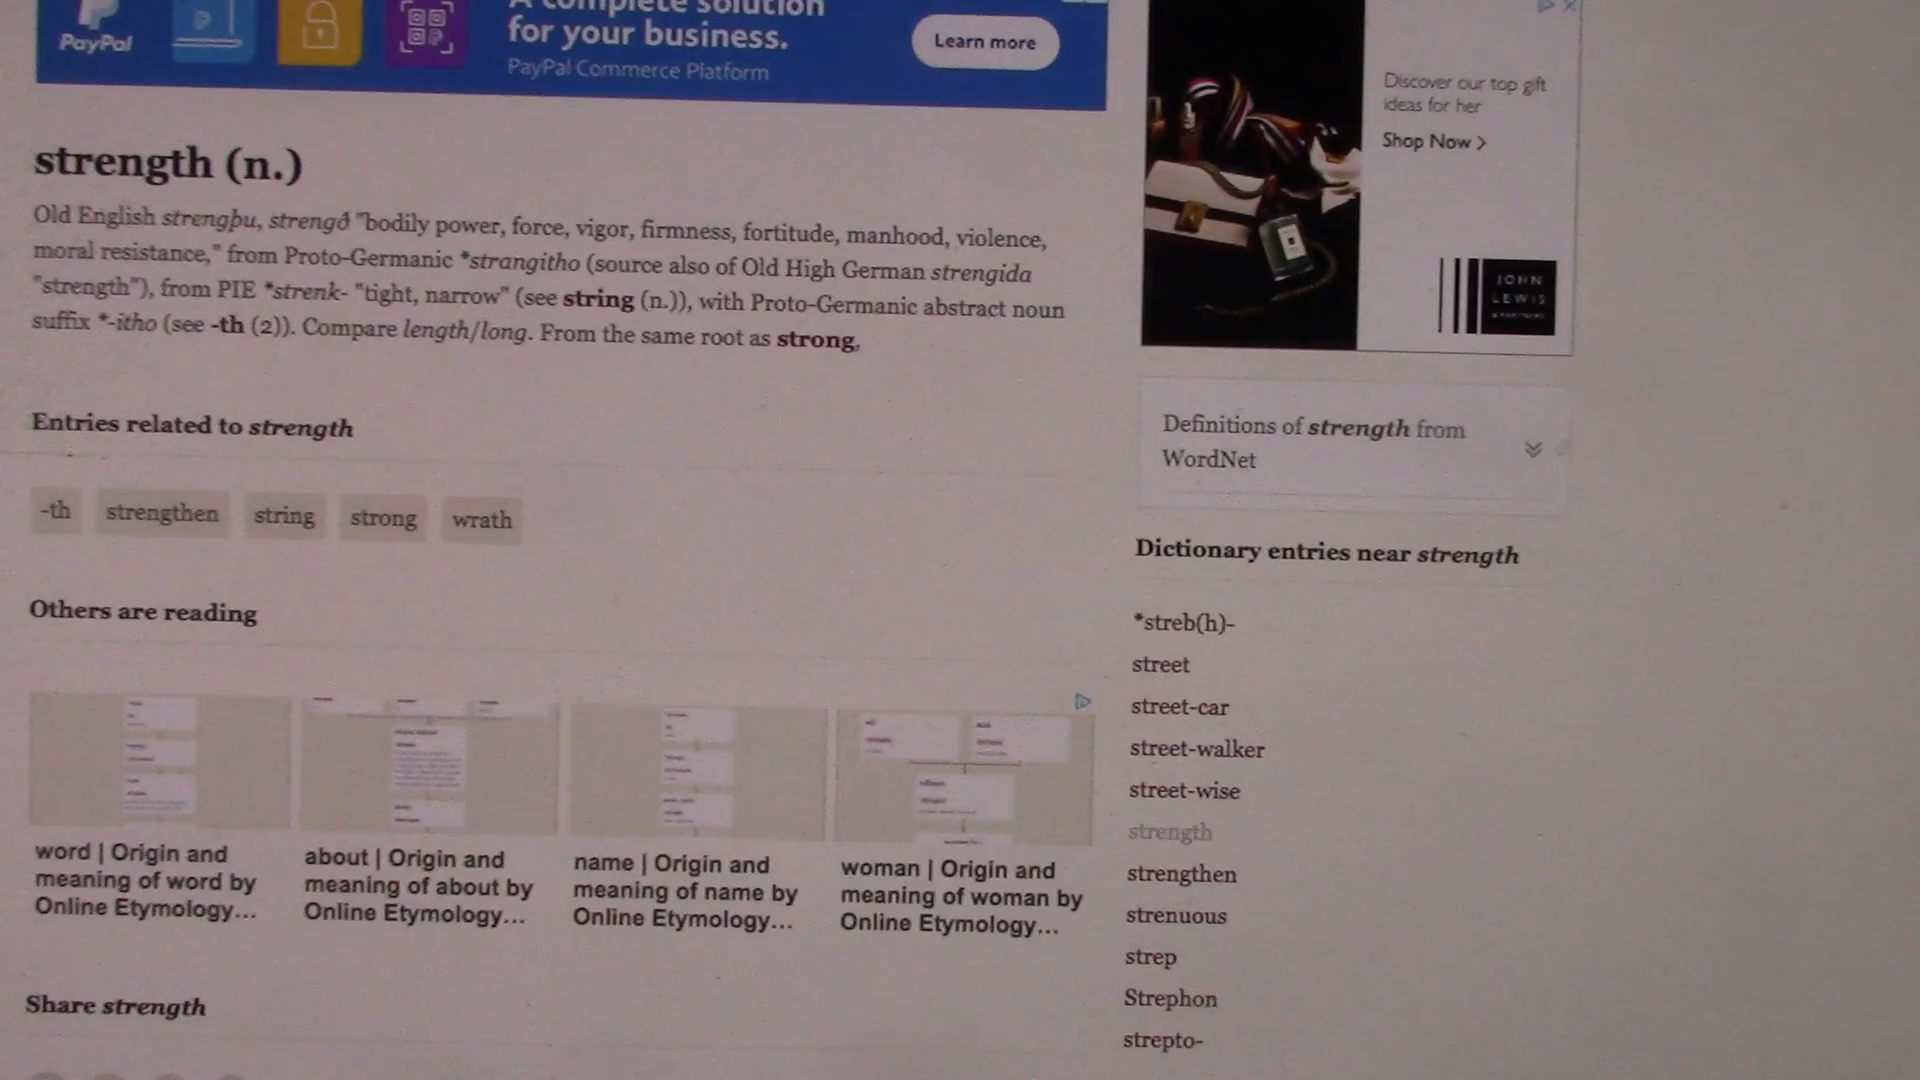 PayPal
A complete solution
for your business.
PayPal Commerce Platform
Learn more
Discover our top gift
ideas for her
Shop Now >
JOHN
LEWIS
& PARTNERS
strength (n.)
Old English strengþu, strengð "bodily power, force, vigor, firmness, fortitude, manhood, violence,
moral resistance," from Proto-Germanic *strangitho (source also of Old High German strengida
"strength"), from PIE *strenk- "tight, narrow" (see string (n.)), with Proto-Germanic abstract noun
suffix *-itho (see -th (2)). Compare length/long. From the same root as strong,
Entries related to strength
-th strengthen string strong wrath
Others are reading
word | Origin and
meaning of word by
Online Etymology...
about | Origin and
meaning of about by
Online Etymology...
name | Origin and
meaning of name by
Online Etymology...
woman | Origin and
meaning of woman by
Online Etymology...
Share strength
Definitions of strength from
WordNet
Dictionary entries near strength
*streb(h)-
street
street-car
street-walker
street-wise
strength
strengthen
strenuous
strep
Strephon
strepto-